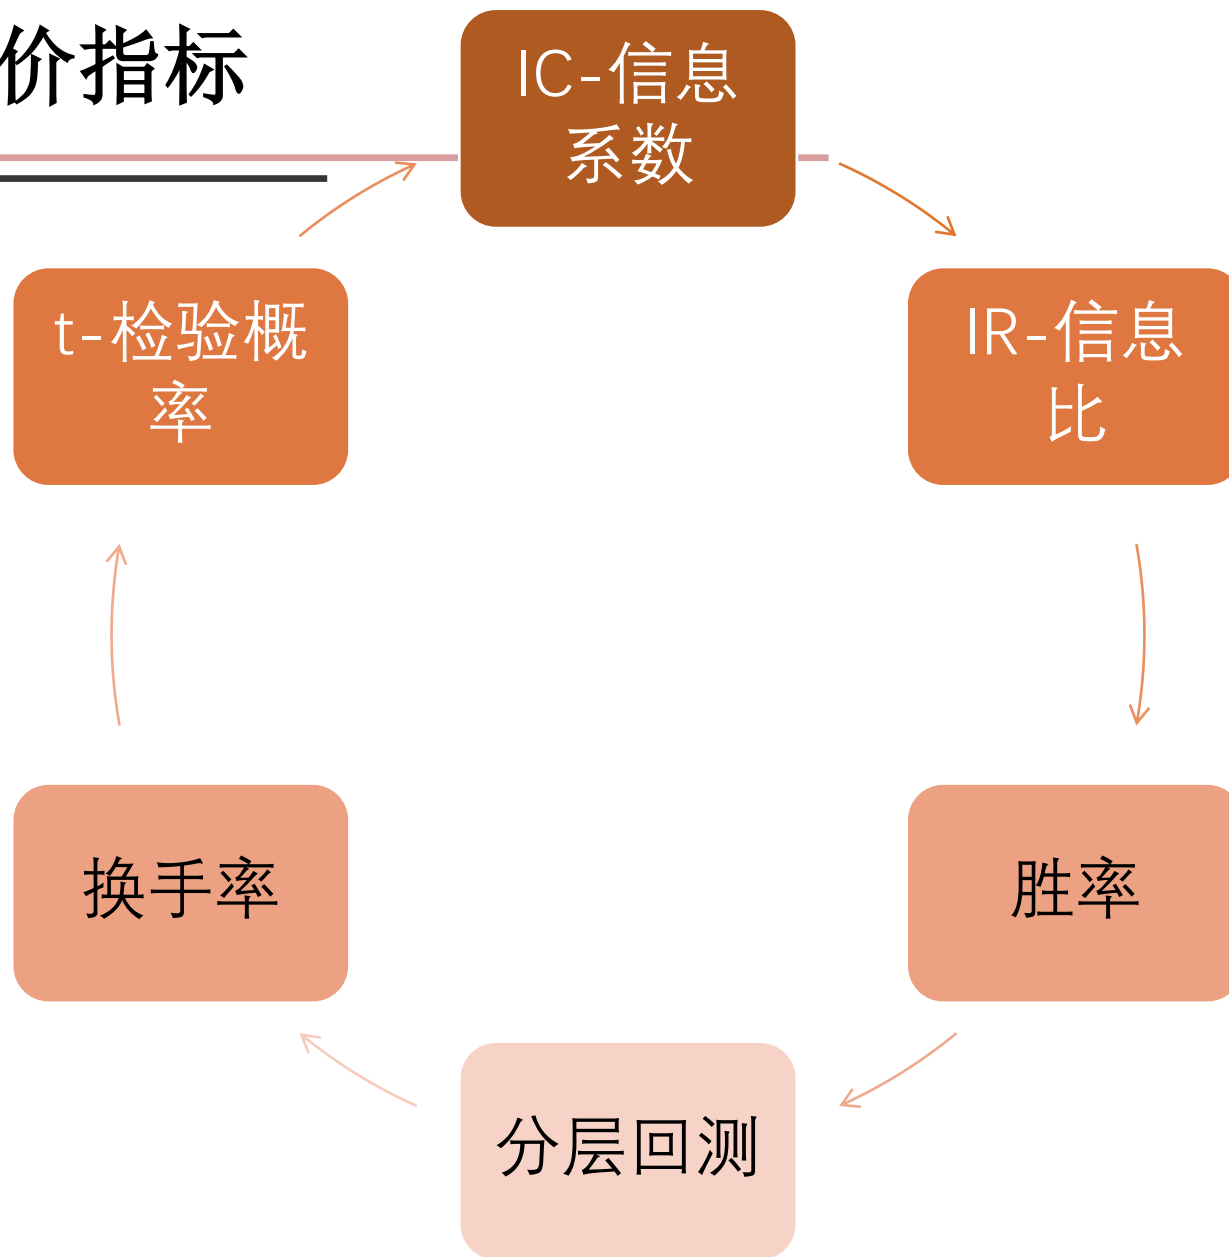 价指标
IC-信息
系数
IR-信息
比
胜率
分层回测
换手率
t-检验概
率